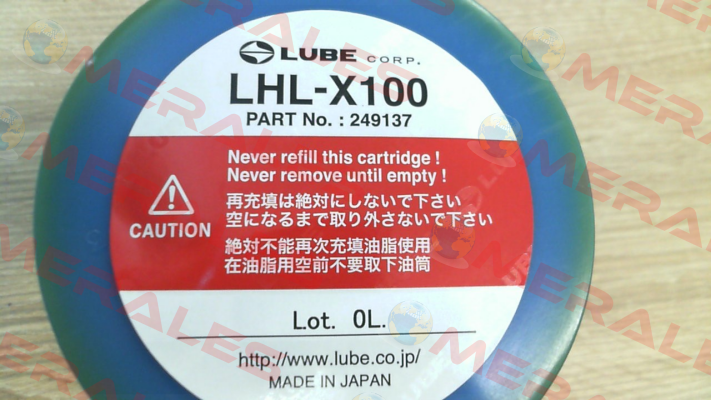 LUBE CORP.
LHL-X100
PART No. : 249137
Never refill this cartridge !
Never remove until empty !
CAUTION
再充填は絶対にしないで下さい
空になるまで取り外さないで下さい
絶対不能再次充填油脂使用
在油脂用空前不要取下油筒
Lot. 0L.
http://www.lube.co.jp/
MADE IN JAPAN
MERALES
MERALES
MERALES
MERALES